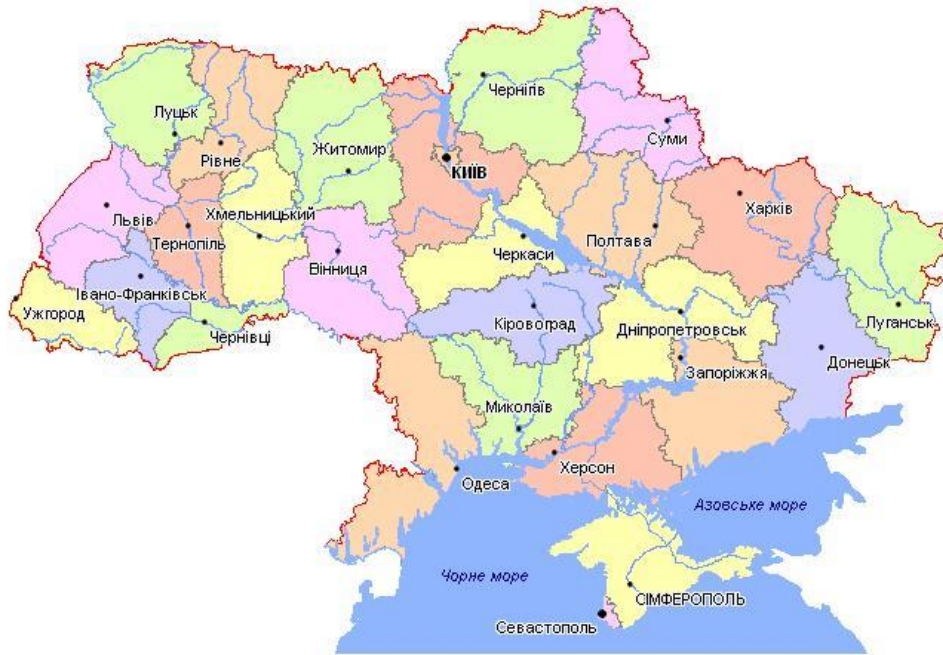 Чернігів
Луцьк
Суми
Рівне
Житомир
КИЇВ
Львів
Хмельницький
Харків
Тернопіль
Полтава
Черкаси
Вінниця
Івано-Франківськ
Ужгород
Кіровоград
Луганськ
Чернівці
Дніпропетровськ
Донецьк
Запоріжжя
Миколаїв
Херсон
Одеса
Азовське море
Чорне море
СІМФЕРОПОЛЬ
Севастополь